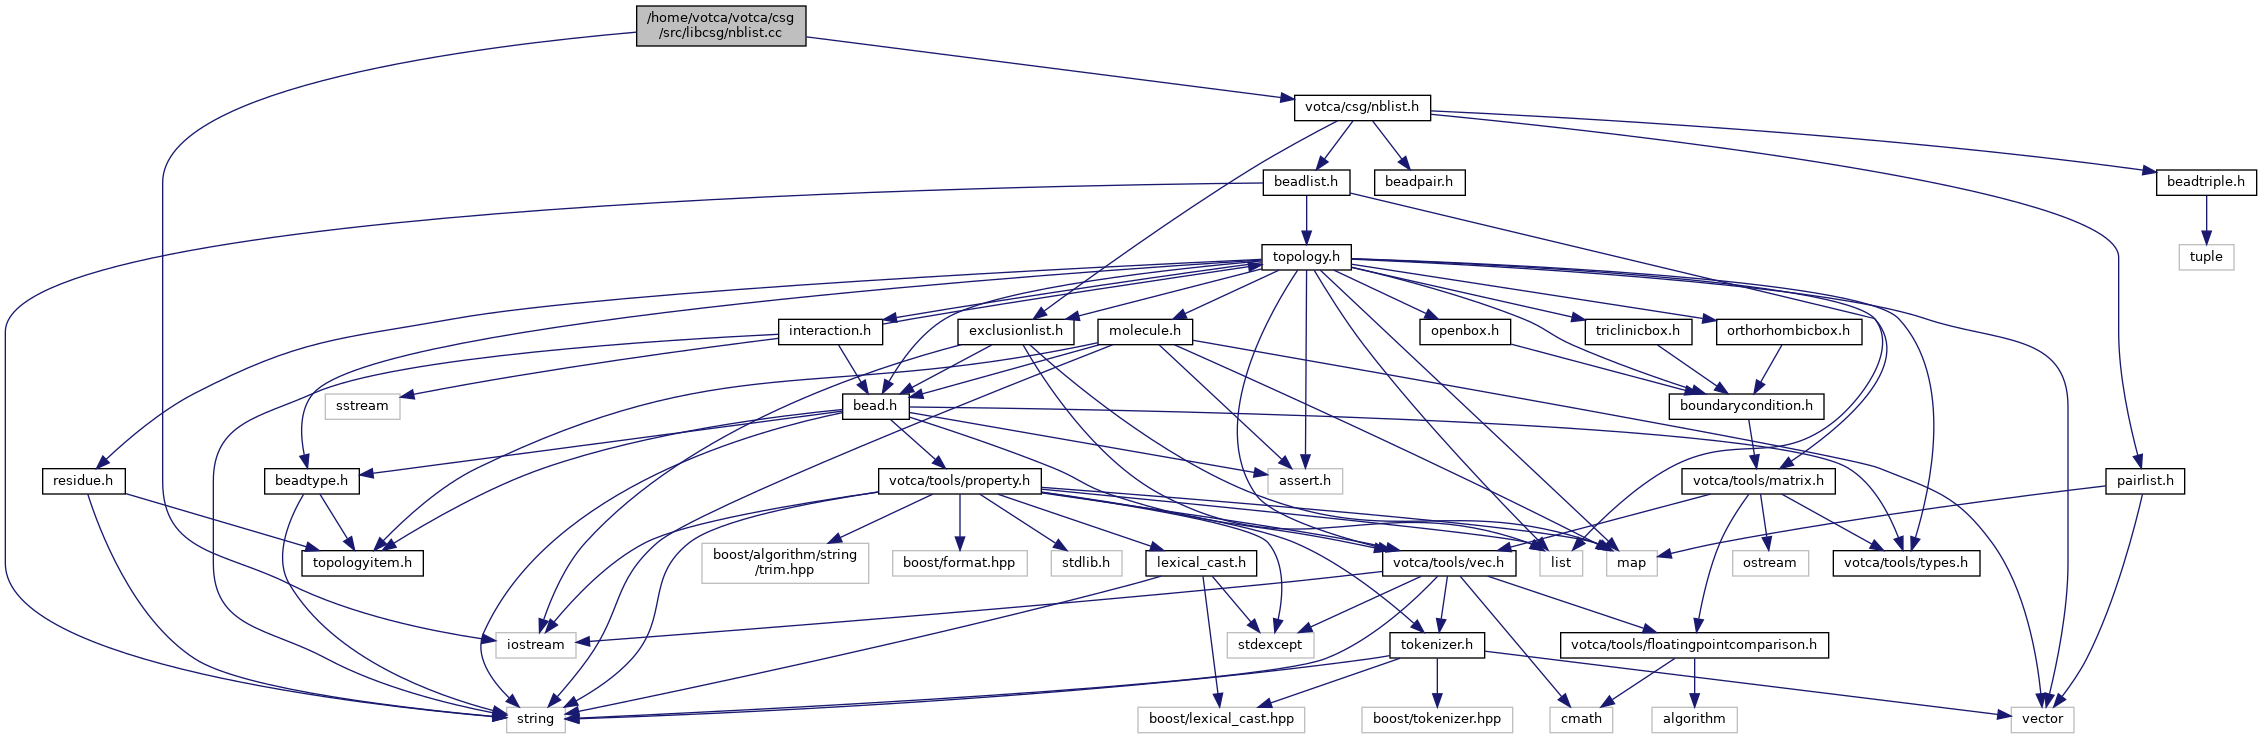 /home/votca/votca/csg
/src/libcsg/nblist.cc
votca/csg/nblist.h
beadlist.h
beadpair.h
beadtriple.h
topology.h
tuple
interaction.h
exclusionlist.h
molecule.h
openbox.h
triclinicbox.h
orthorhombicbox.h
sstream
bead.h
boundarycondition.h
residue.h
beadtype.h
votca/tools/property.h
assert.h
votca/tools/matrix.h
pairlist.h
topologyitem.h
boost/algorithm/string
/trim.hpp
boost/format.hpp
stdlib.h
lexical_cast.h
votca/tools/vec.h
list
map
ostream
votca/tools/types.h
iostream
stdexcept
tokenizer.h
votca/tools/floatingpointcomparison.h
string
boost/lexical_cast.hpp
boost/tokenizer.hpp
cmath
algorithm
vector